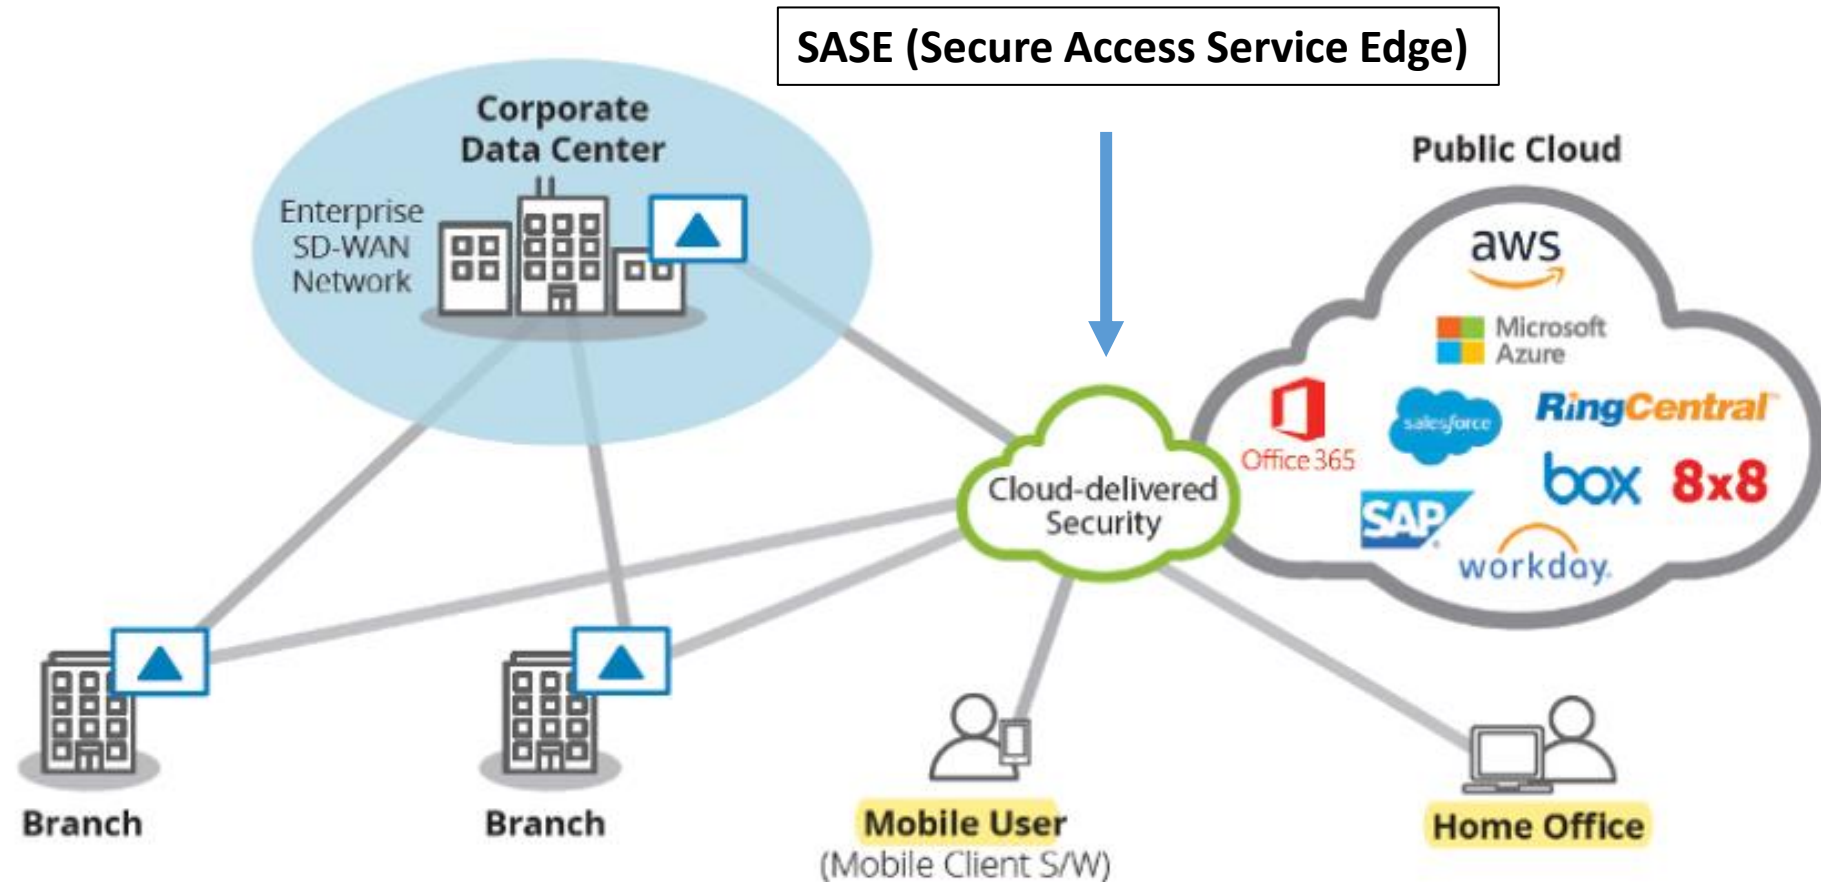 SASE (Secure Access Service Edge)
Corporate
Data Center
Enterprise
SD-WAN
Network
Public Cloud
aws
Microsoft
Azure
Office 365
salesforce
RingCentral™
box
8x8
SAP
workday.
Cloud-delivered
Security
Branch
Branch
Mobile User
(Mobile Client S/W)
Home Office